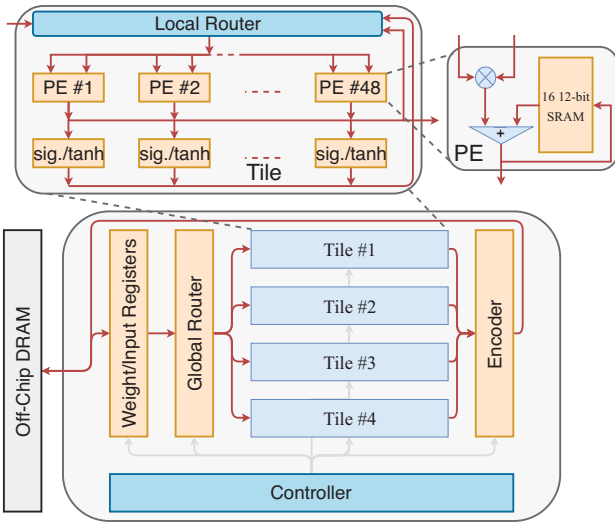 Local Router
PE #1
PE #2
PE #48
sig./tanh
sig./tanh
sig./tanh
Tile
16 12-bit
SRAM
+
PE
Off-Chip DRAM
Weight/Input Registers
Global Router
Tile #1
Tile #2
Tile #3
Tile #4
Encoder
Controller